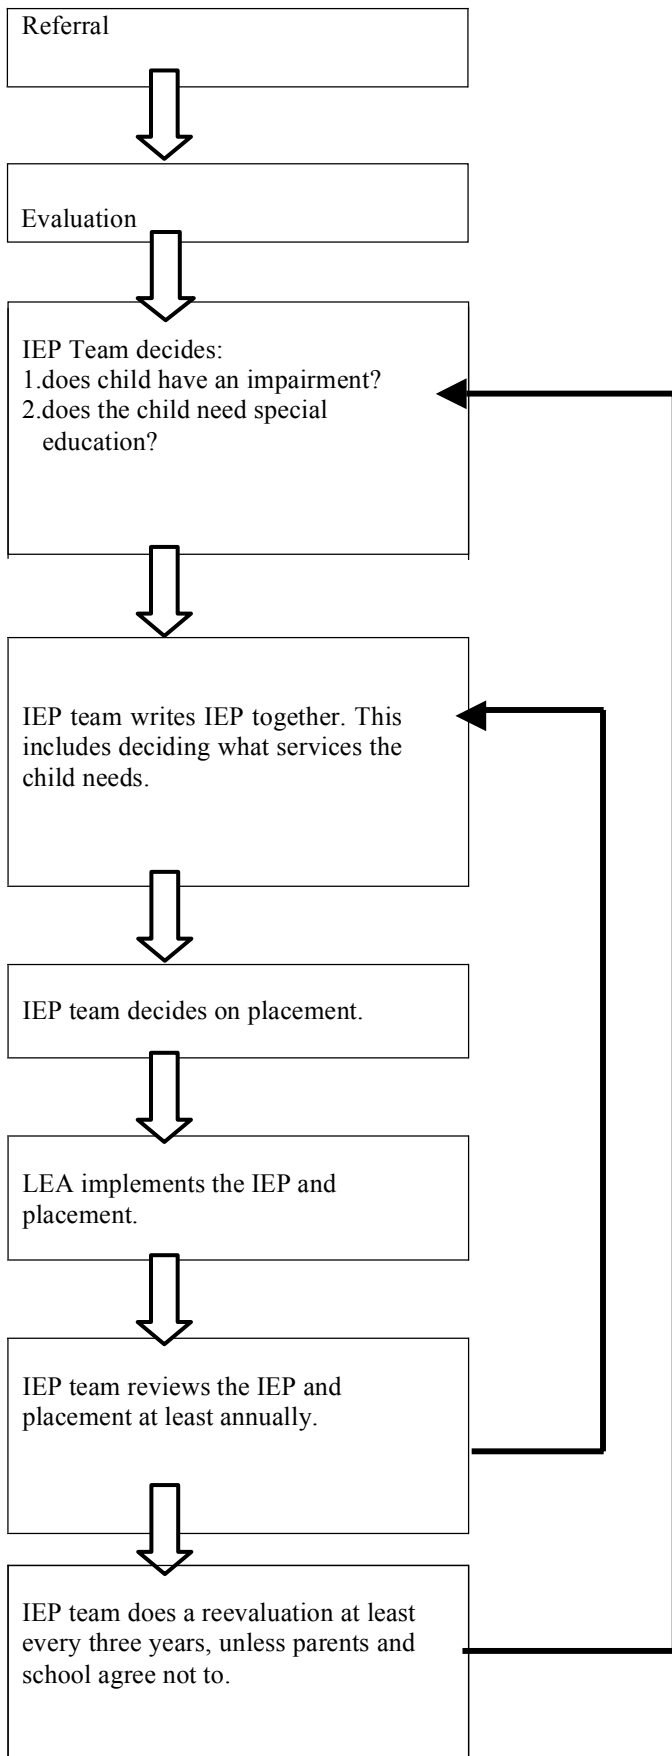 Referral
Evaluation
IEP Team decides:
1.does child have an impairment?
2.does the child need special
education?
IEP team writes IEP together. This
includes deciding what services the
child needs.
IEP team decides on placement.
LEA implements the IEP and
placement.
IEP team reviews the IEP and
placement at least annually.
IEP team does a reevaluation at least
every three years, unless parents and
school agree not to.